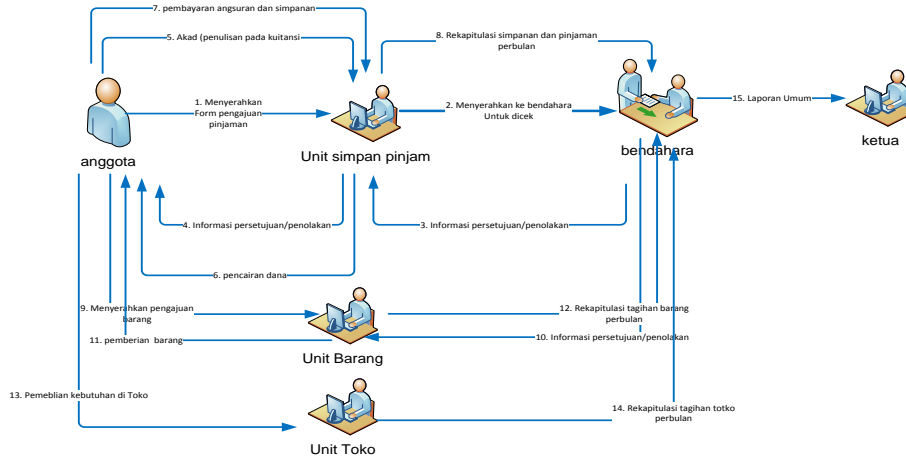 7. pembayaran angsuran dan simpanan
5. Akad (penulisan pada kuitansi
8. Rekapitulasi simpanan dan pinjaman
perbulan
1. Menyerahkan
Form pengajuan
pinjaman
2. Menyerahkan ke bendahara
Untuk dicek
15. Laporan Umum
anggota
Unit simpan pinjam
bendahara
ketua
4. Informasi persetujuan/penolakan
3. Informasi persetujuan/penolakan
6. pencairan dana
9. Menyerahkan pengajuan
barang
12. Rekapitulasi tagihan barang
perbulan
11. pemberian barang
10. Informasi persetujuan/penolakan
Unit Barang
13. Pemeblian kebutuhan di Toko
14. Rekapitulasi tagihan totko
perbulan
Unit Toko